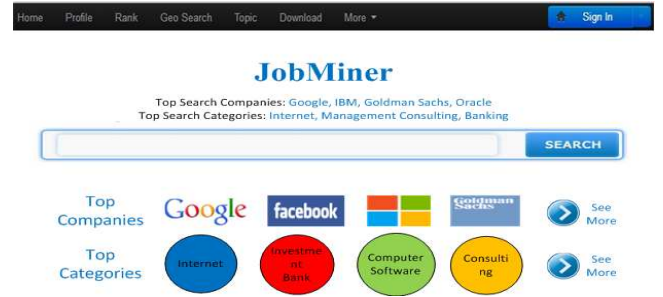 Home Profile Rank Geo Search Topic Download More Sign In
JobMiner
Top Search Companies: Google, IBM, Goldman Sachs, Oracle
Top Search Categories: Internet, Management Consulting, Banking
SEARCH
Top
Companies
Google
facebook
Goldman
Sachs
See
More
Top
Categories
Internet
Investme
nt
Bank
Computer
Software
Consulti
ng
See
More